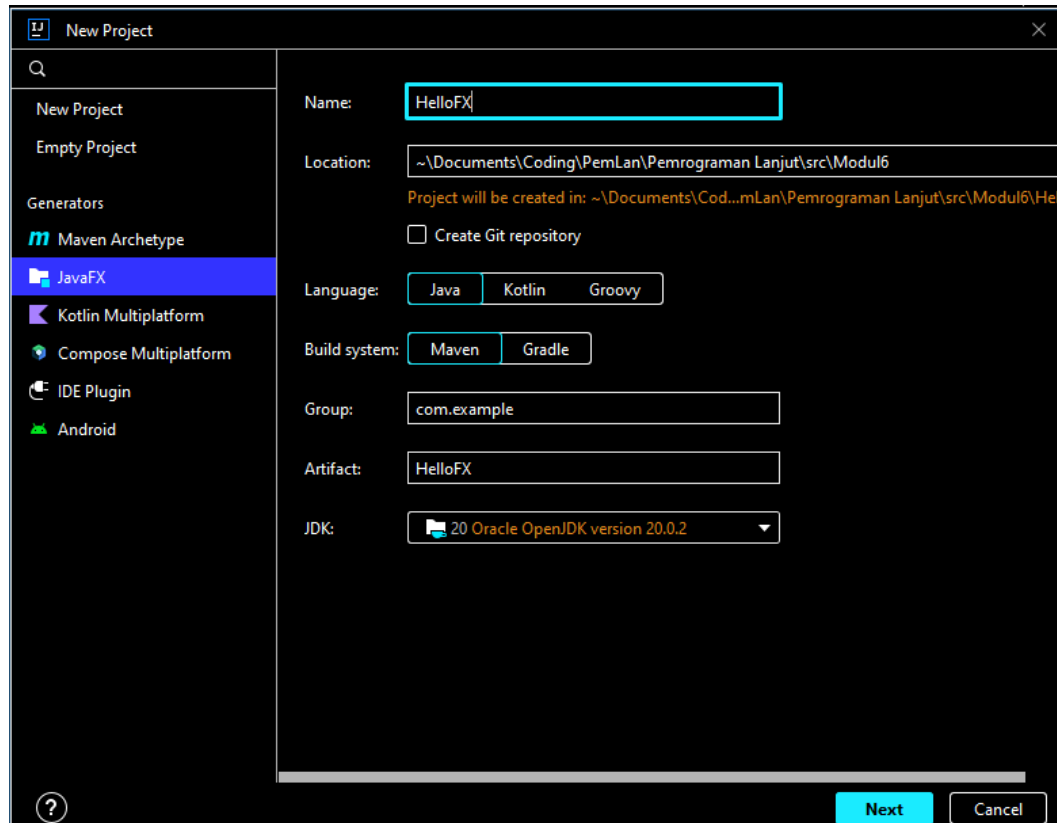 New Project
New Project
Empty Project
Generators
Maven Archetype
JavaFX
Kotlin Multiplatform
Compose Multiplatform
IDE Plugin
Android
Name: HelloFX
Location: ~\Documents\Coding\PemLan\Pemrograman Lanjut\src\Modul6
Project will be created in: ~\Documents\Cod...mLan\Pemrograman Lanjut\src\Modul6\Hel
Create Git repository
Language: Java Kotlin Groovy
Build system: Maven Gradle
Group: com.example
Artifact: HelloFX
JDK: 20 Oracle OpenJDK version 20.0.2
? Next Cancel